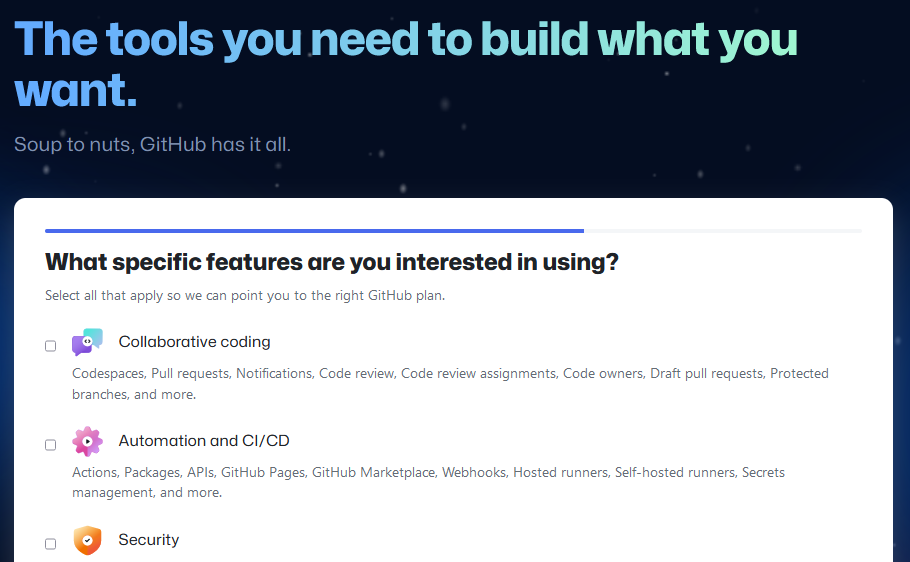 The tools you need to build what you
want.
Soup to nuts, GitHub has it all.
What specific features are you interested in using?
Select all that apply so we can point you to the right GitHub plan.
Collaborative coding
Codespaces, Pull requests, Notifications, Code review, Code review assignments, Code owners, Draft pull requests, Protected
branches, and more.
Automation and CI/CD
Actions, Packages, APIs, GitHub Pages, GitHub Marketplace, Webhooks, Hosted runners, Self-hosted runners, Secrets
management, and more.
Security